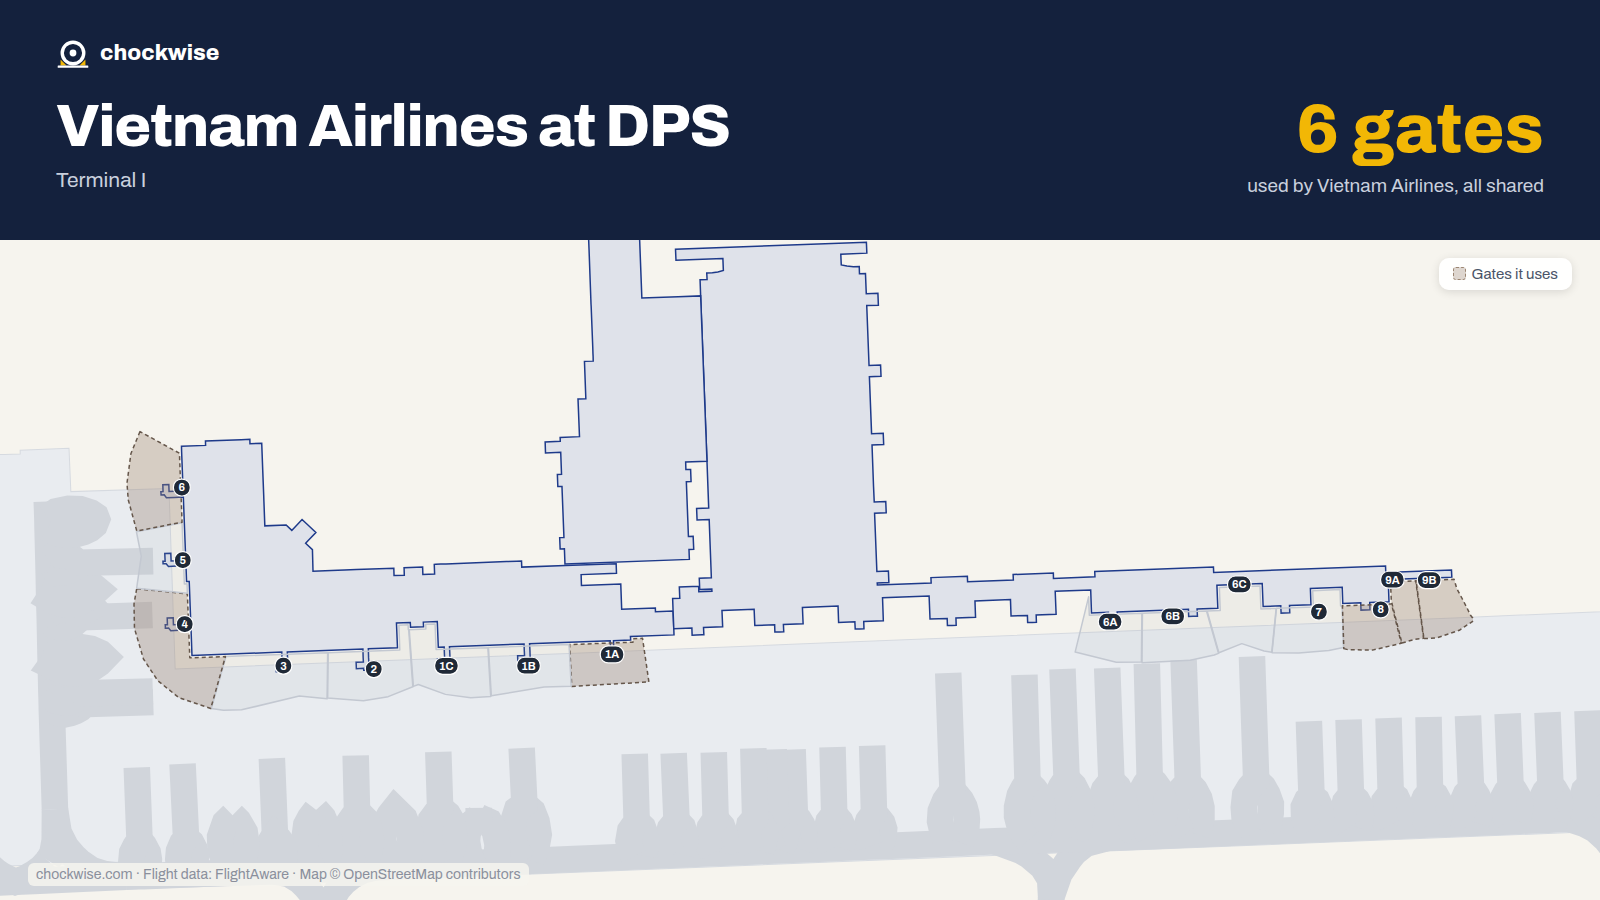 chockwise
Vietnam Airlines at DPS
Terminal I
6 gates
used by Vietnam Airlines, all shared
Gates it uses
6
5
4
3
2
1C
1B
1A
6A
6B
6C
7
8
9A
9B
chockwise.com · Flight data: FlightAware · Map © OpenStreetMap contributors